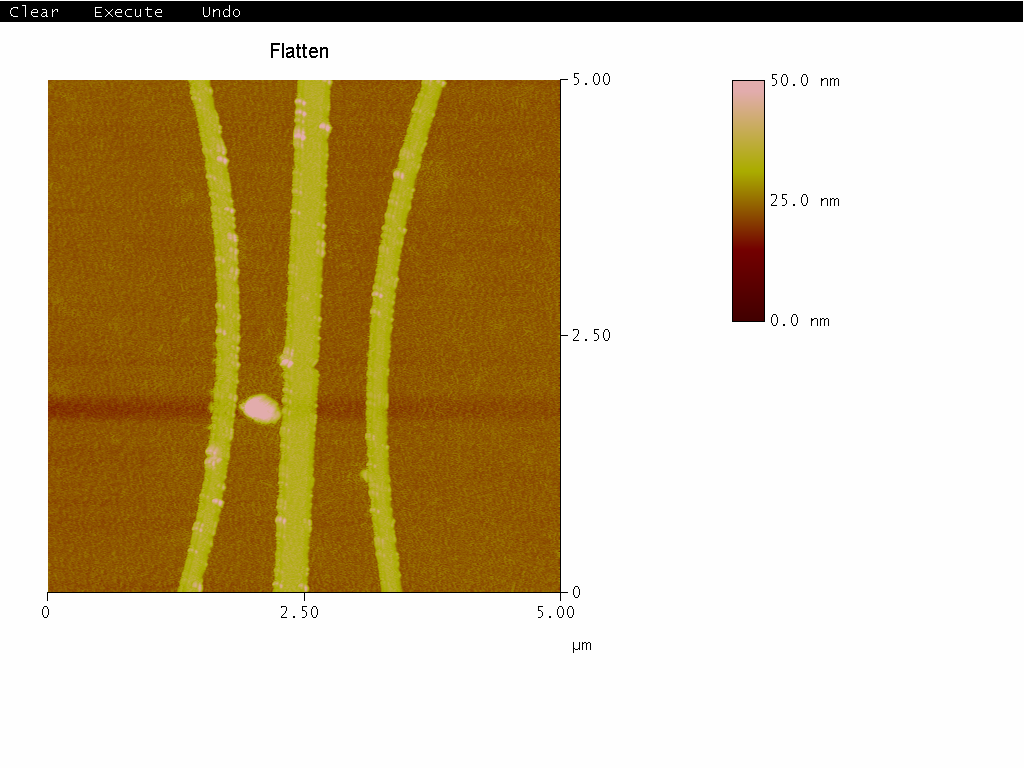 Clear Execute Undo
Flatten
5.00
50.0 nm
25.0 nm
0.0 nm
2.50
0
0 2.50 5.00
µm